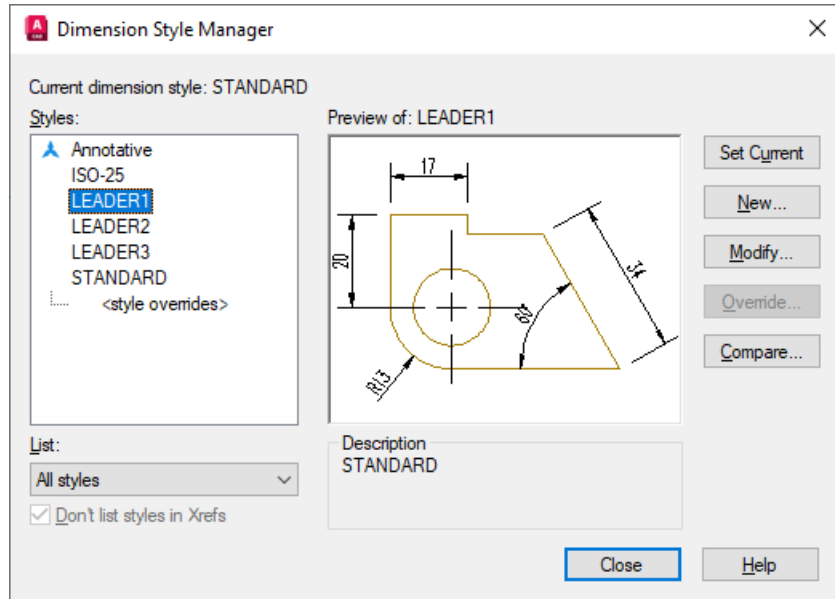 A
CAD
Dimension Style Manager
Current dimension style: STANDARD
Styles:
Annotative
ISO-25
LEADER1
LEADER2
LEADER3
STANDARD
<style overrides>
List:
All styles
Don't list styles in Xrefs
Preview of: LEADER1
17
20
34
60°
R13
Description
STANDARD
Set Current
New...
Modify...
Override...
Compare...
Close
Help